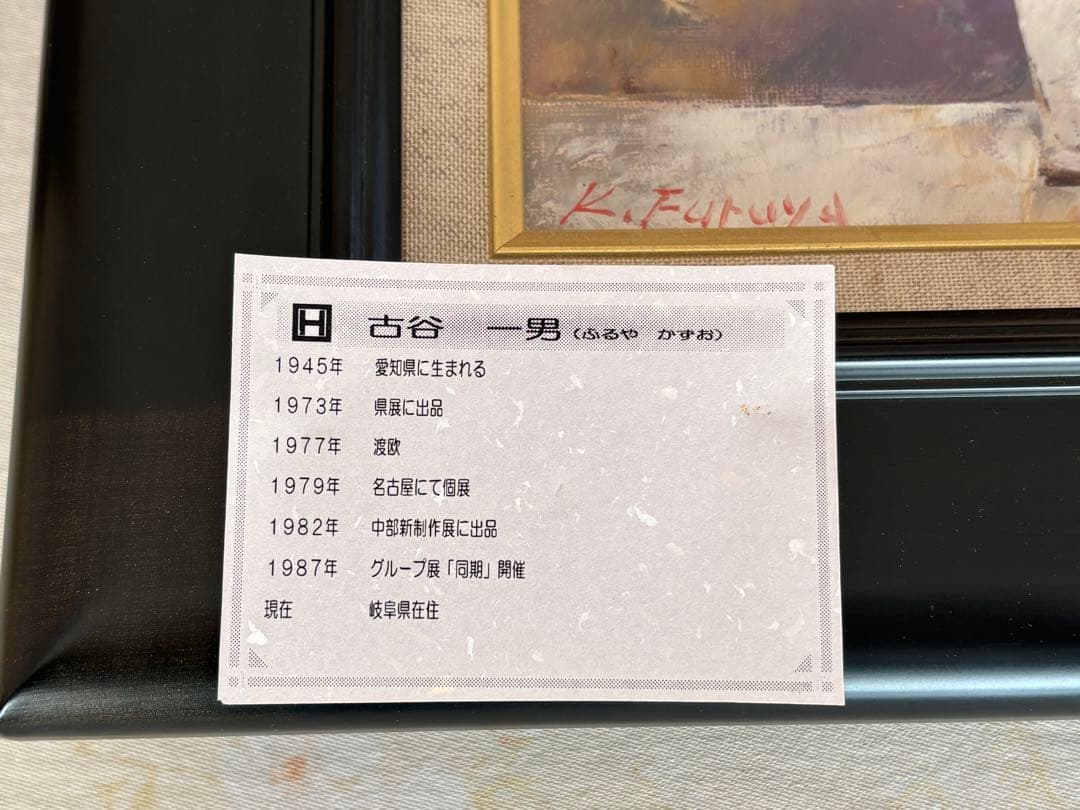 K. Furuya
H 古谷 一男(ふるや かずお)
1945年 愛知県に生まれる
1973年 県展に出品
1977年 渡欧
1979年 名古屋にて個展
1982年 中部新制作展に出品
1987年 グループ展「同期」開催
現在 岐阜県在住